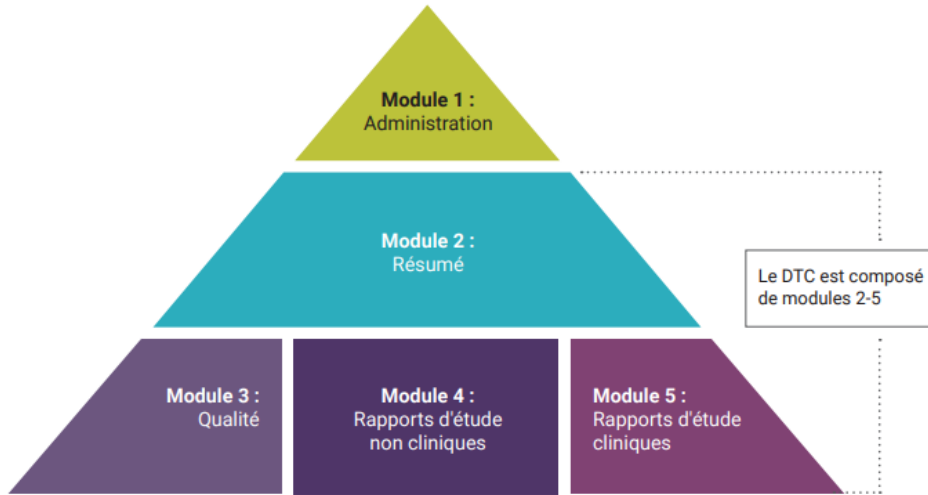 Module 1 :
Administration
Module 2 :
Résumé
Le DTC est composé
de modules 2-5
Module 3 :
Qualité
Module 4 :
Rapports d'étude
non cliniques
Module 5 :
Rapports d'étude
cliniques